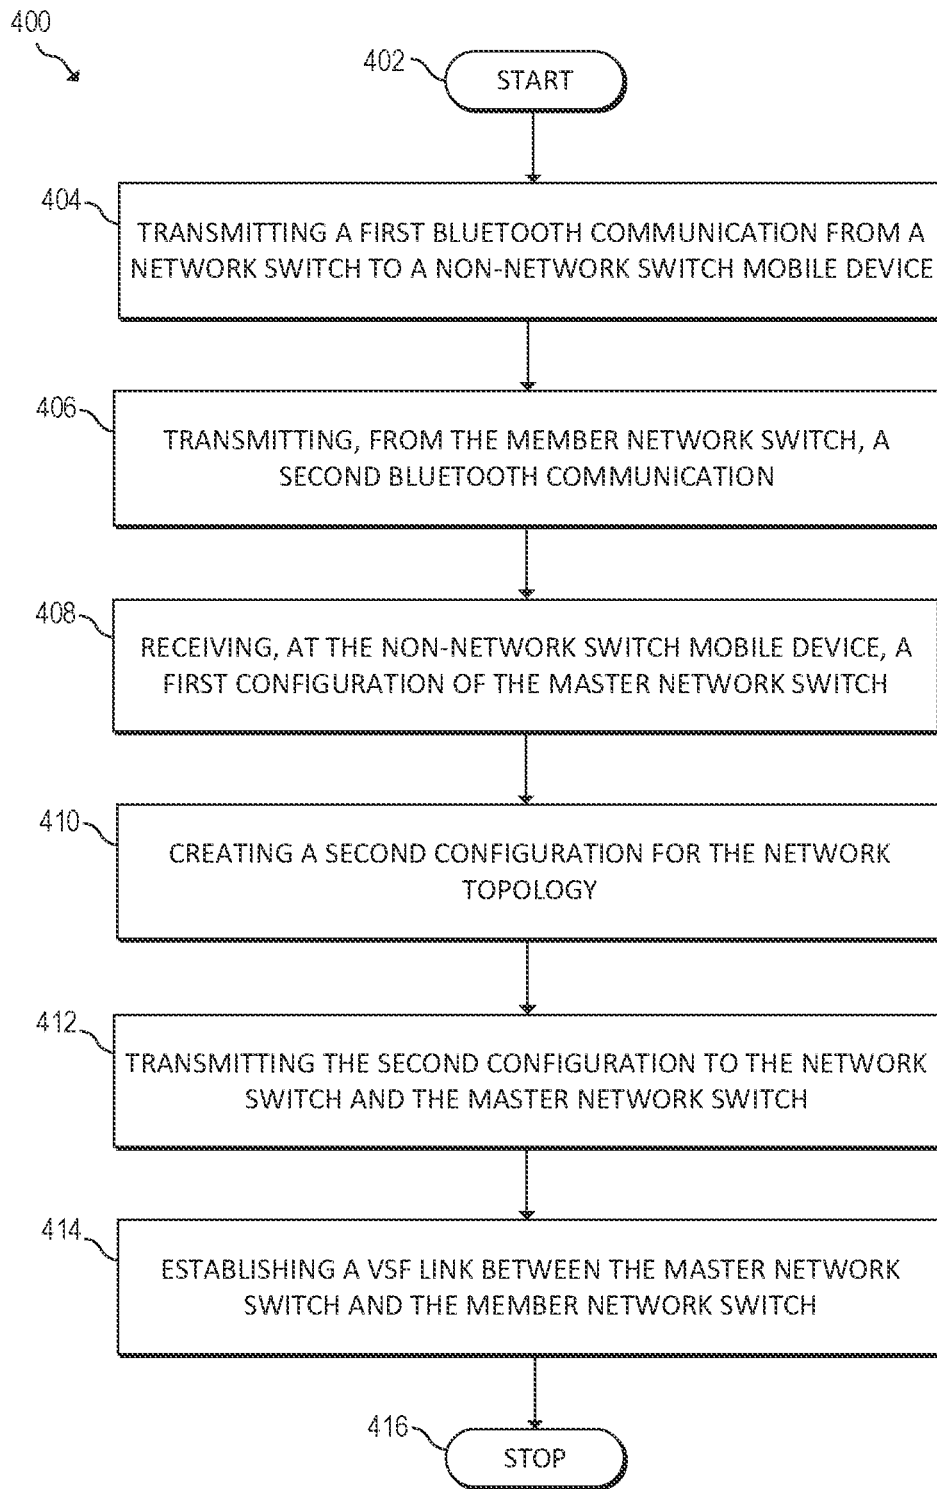 400
402
START
404
TRANSMITTING A FIRST BLUETOOTH COMMUNICATION FROM A
NETWORK SWITCH TO A NON-NETWORK SWITCH MOBILE DEVICE
406
TRANSMITTING, FROM THE MEMBER NETWORK SWITCH, A
SECOND BLUETOOTH COMMUNICATION
408
RECEIVING, AT THE NON-NETWORK SWITCH MOBILE DEVICE, A
FIRST CONFIGURATION OF THE MASTER NETWORK SWITCH
410
CREATING A SECOND CONFIGURATION FOR THE NETWORK
TOPOLOGY
412
TRANSMITTING THE SECOND CONFIGURATION TO THE NETWORK
SWITCH AND THE MASTER NETWORK SWITCH
414
ESTABLISHING A VSF LINK BETWEEN THE MASTER NETWORK
SWITCH AND THE MEMBER NETWORK SWITCH
416
STOP